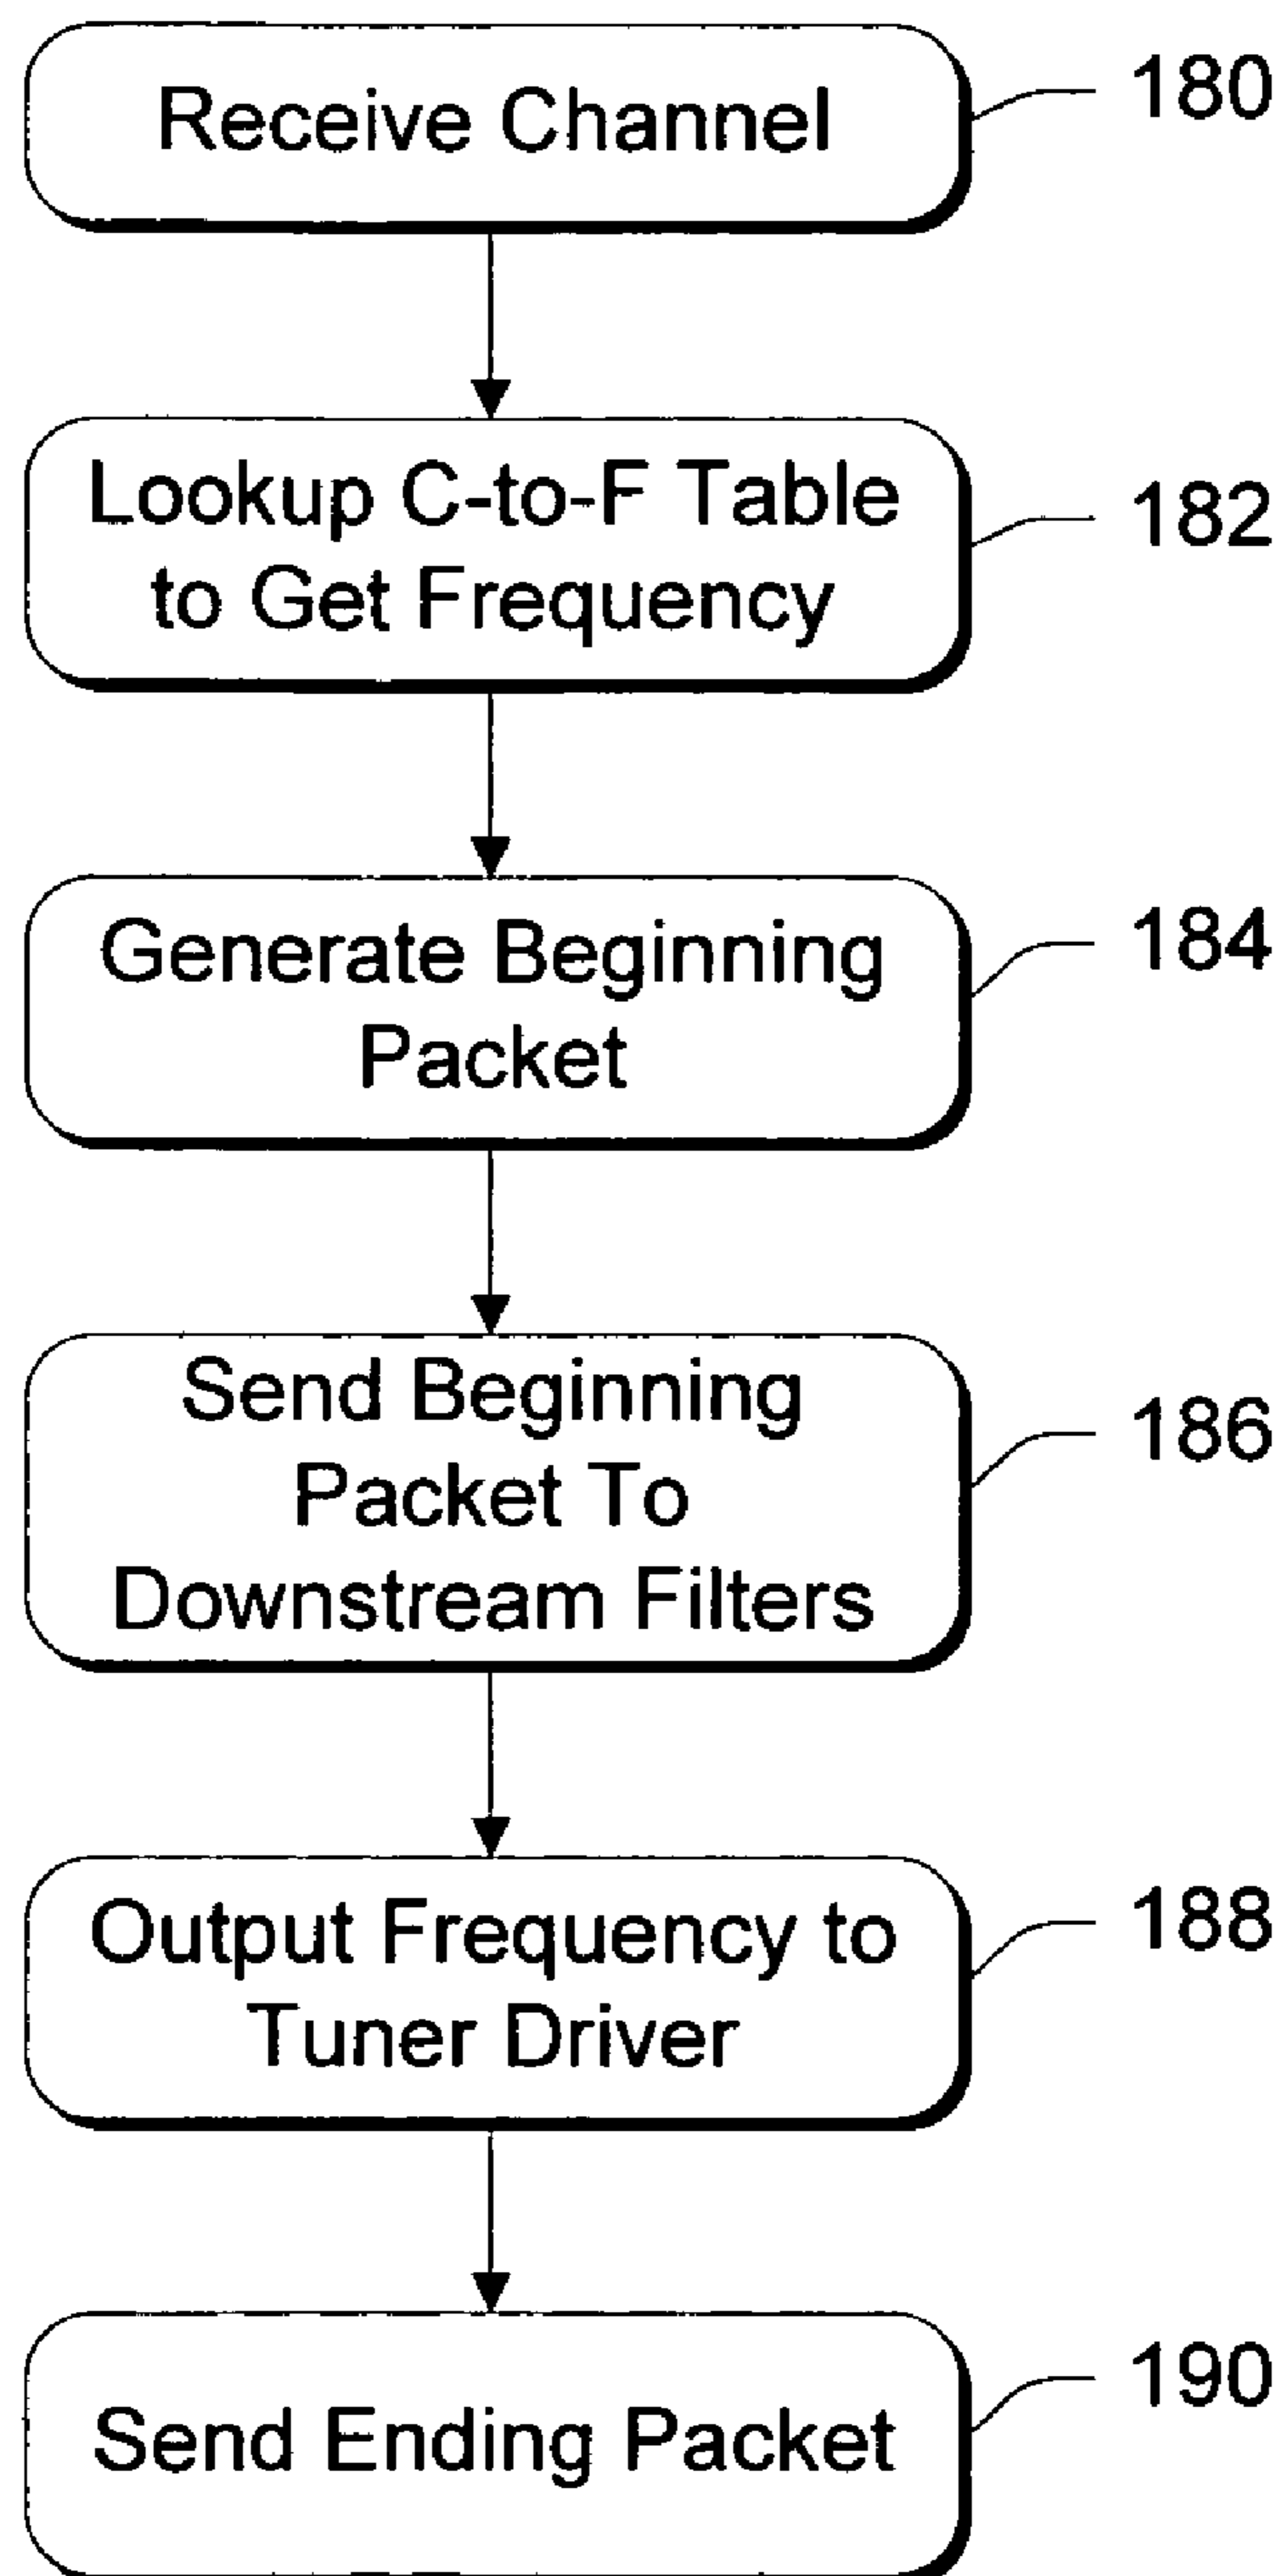 Receive Channel
180
Lookup C-to-F Table
to Get Frequency
182
Generate Beginning
Packet
184
Send Beginning
Packet To
Downstream Filters
186
Output Frequency to
Tuner Driver
188
Send Ending Packet
190